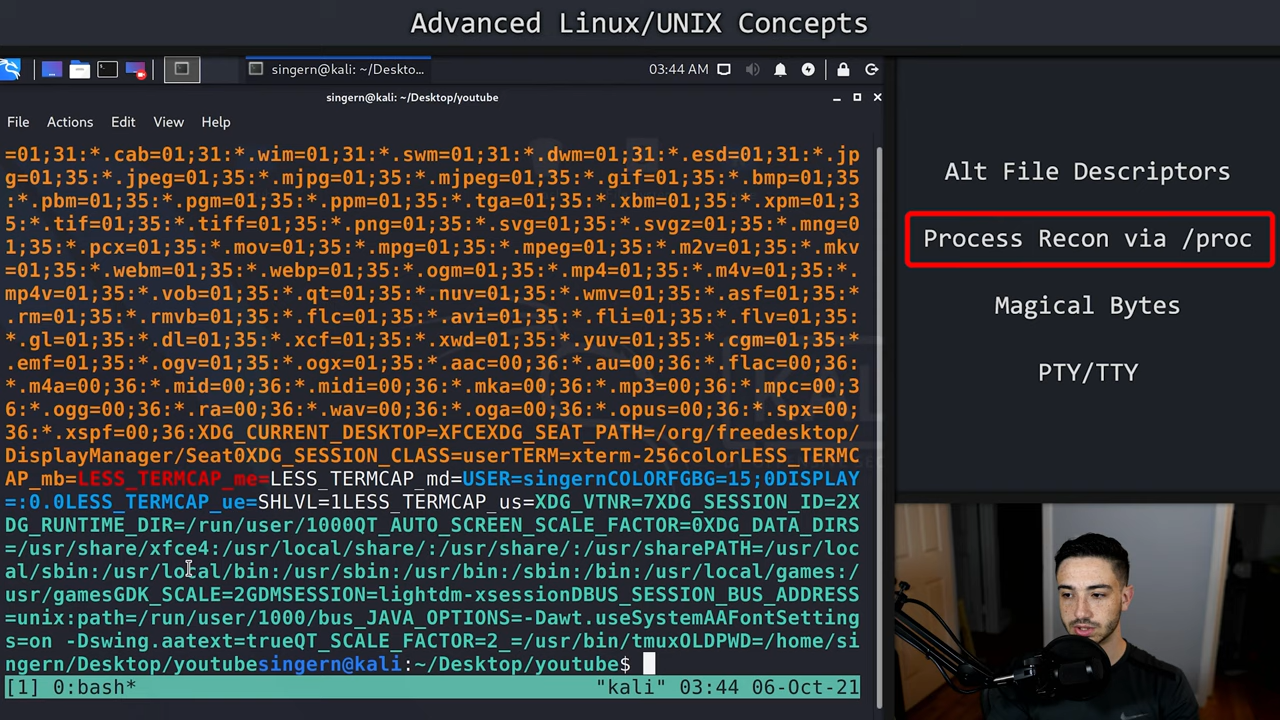 Advanced Linux/UNIX Concepts
singern@kali: ~/Deskto...
03:44 AM
singern@kali: ~/Desktop/youtube
File Actions Edit View Help
=01;31:*.cab=01;31:*.wim=01;31:*.swm=01;31:*.dwm=01;31:*.esd=01;31:*.jp
g=01;35:*.jpeg=01;35:*.mjpg=01;35:*.mjpeg=01;35:*.gif=01;35:*.bmp=01;35
:*.pbm=01;35:*.pgm=01;35:*.ppm=01;35:*.tga=01;35:*.xbm=01;35:*.xpm=01;3
5:*.tif=01;35:*.tiff=01;35:*.png=01;35:*.svg=01;35:*.svgz=01;35:*.mng=0
1;35:*.pcx=01;35:*.mov=01;35:*.mpg=01;35:*.mpeg=01;35:*.m2v=01;35:*.mkv
=01;35:*.webm=01;35:*.webp=01;35:*.ogm=01;35:*.mp4=01;35:*.m4v=01;35:*.
mp4v=01;35:*.vob=01;35:*.qt=01;35:*.nuv=01;35:*.wmv=01;35:*.asf=01;35:*
.rm=01;35:*.rmvb=01;35:*.flc=01;35:*.avi=01;35:*.fli=01;35:*.flv=01;35:
*.gl=01;35:*.dl=01;35:*.xcf=01;35:*.xwd=01;35:*.yuv=01;35:*.cgm=01;35:*
.emf=01;35:*.ogv=01;35:*.ogx=01;35:*.aac=00;36:*.au=00;36:*.flac=00;36:
*.m4a=00;36:*.mid=00;36:*.midi=00;36:*.mka=00;36:*.mp3=00;36:*.mpc=00;3
6:*.ogg=00;36:*.ra=00;36:*.wav=00;36:*.oga=00;36:*.opus=00;36:*.spx=00;
36:*.xspf=00;36:XDG_CURRENT_DESKTOP=XFCEXDG_SEAT_PATH=/org/freedesktop/
DisplayManager/Seat0XDG_SESSION_CLASS=userTERM=xterm-256colorLESS_TERMC
AP_mb=LESS_TERMCAP_me=LESS_TERMCAP_md=USER=singernCOLORFGBG=15;0DISPLAY
=:0.0LESS_TERMCAP_ue=SHLVL=1LESS_TERMCAP_us=XDG_VTNR=7XDG_SESSION_ID=2X
DG_RUNTIME_DIR=/run/user/1000QT_AUTO_SCREEN_SCALE_FACTOR=0XDG_DATA_DIRS
=/usr/share/xfce4:/usr/local/share/:/usr/share/:/usr/sharePATH=/usr/loc
al/sbin:/usr/local/bin:/usr/sbin:/usr/bin:/sbin:/bin:/usr/local/games:/
usr/gamesGDK_SCALE=2GDMSESSION=lightdm-xsessionDBUS_SESSION_BUS_ADDRESS
=unix:path=/run/user/1000/bus_JAVA_OPTIONS=-Dawt.useSystemAAFontSetting
s=on -Dswing.aatext=trueQT_SCALE_FACTOR=2_=/usr/bin/tmuxOLDPWD=/home/si
ngern/Desktop/youtubesingern@kali:~/Desktop/youtube$
[1] 0:bash* "kali" 03:44 06-Oct-21
Alt File Descriptors
Process Recon via /proc
Magical Bytes
PTY/TTY